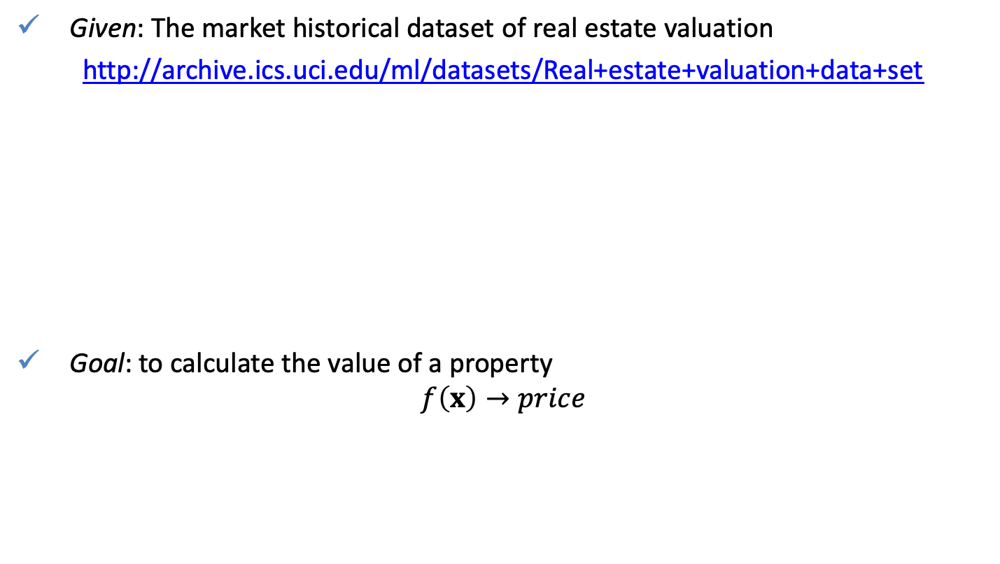 ✓ Given: The market historical dataset of real estate valuation
http://archive.ics.uci.edu/ml/datasets/Real+estate+valuation+data+set
✓ Goal: to calculate the value of a property
f(x) → price